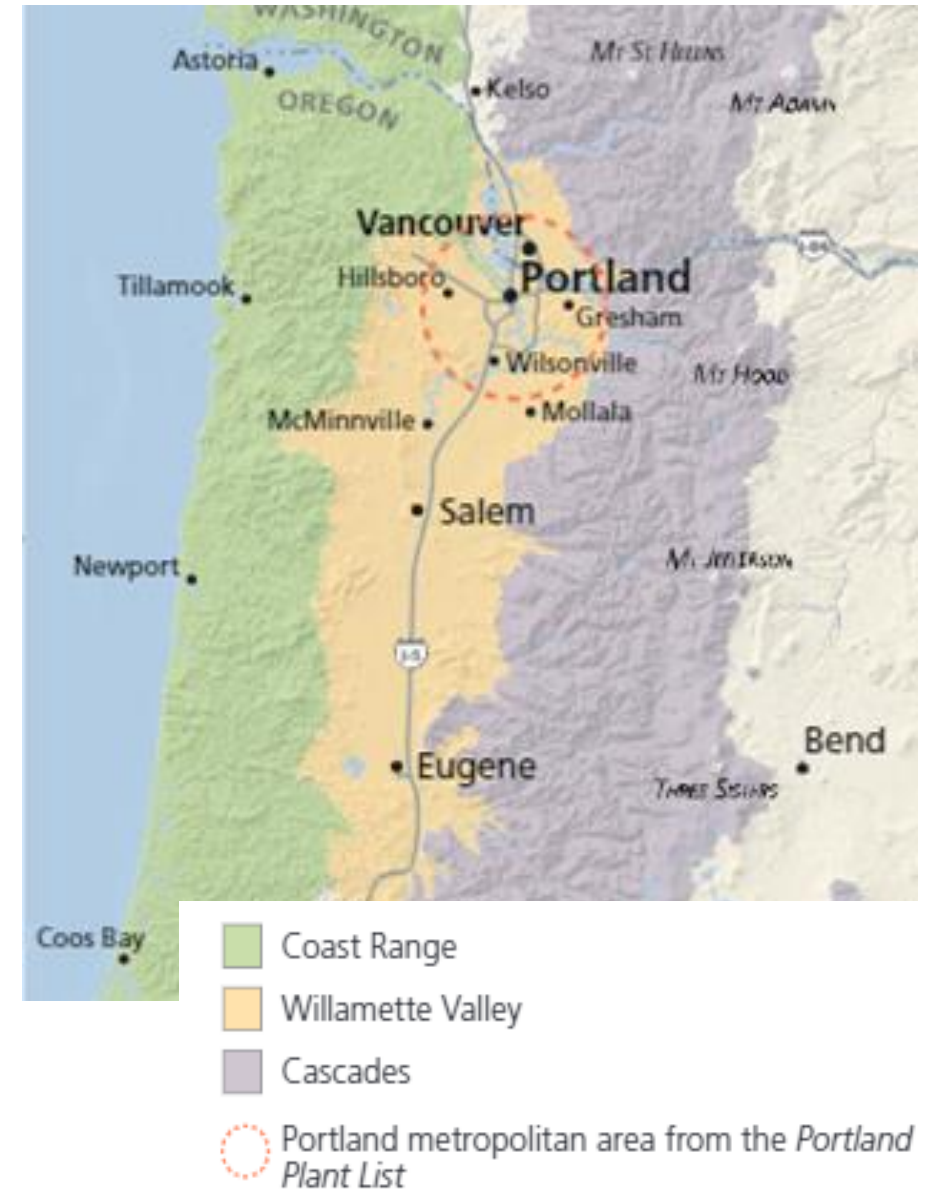 WASHINGTON
Astoria
OREGON
Kelso
MT ST HELENS
MT ADAMS
Vancouver
I-84
Hillsboro
Portland
Tillamook
Gresham
Wilsonville
MT HOOD
McMinnville
Mollala
Salem
Newport
MT JEFFERSON
I-5
Bend
Eugene
THREE SISTERS
Coos Bay
Coast Range
Willamette Valley
Cascades
Portland metropolitan area from the Portland
Plant List